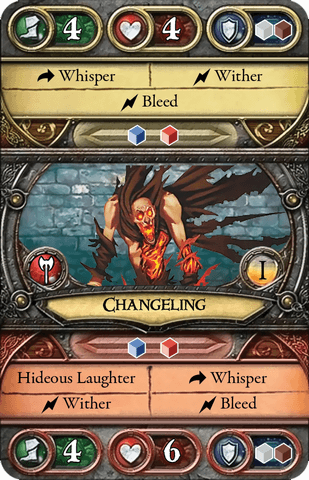 4 4
Whisper Wither
Bleed
I
CHANGELING
Hideous Laughter Whisper
Wither Bleed
4 6